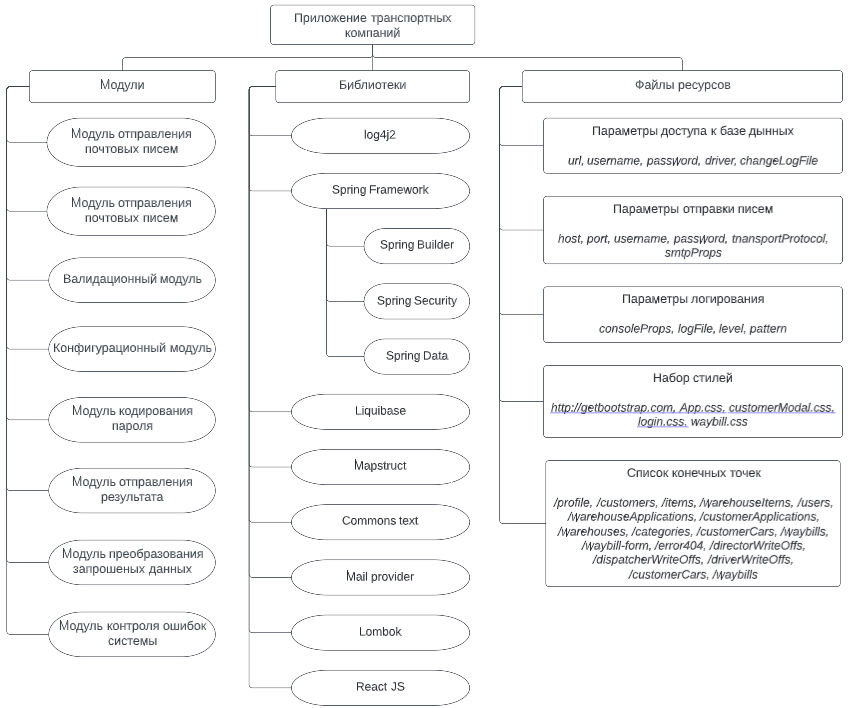 Приложение транспортных
компаний
Модули
Модуль отправления
почтовых писем
Модуль отправления
почтовых писем
Валидационный модуль
Конфигурационный модуль
Модуль кодирования
пароля
Модуль отправления
результата
Модуль преобразования
запрошеных данных
Модуль контроля ошибок
системы
Библиотеки
log4j2
Spring Framework
Spring Builder
Spring Security
Spring Data
Liquibase
Mapstruct
Commons text
Mail provider
Lombok
React JS
Файлы ресурсов
Параметры доступа к базе дынных
url, username, password, driver, changeLogFile
Параметры отправки писем
host, port, username, password, tnansportProtocol,
smtpProps
Параметры логирования
consoleProps, logFile, level, pattern
Набор стилей
http://getbootstrap.com, App.css, customerModal.css,
login.css, waybill.css
Список конечных точек
/profile, /customers, /items, /warehouseItems, /users,
/warehouseApplications, /customerApplications,
/warehouses, /categories, /customerCars, /waybills,
/waybill-form, /error404, /directorWriteOffs,
/dispatcherWriteOffs, /driverWriteOffs,
/customerCars, /waybills